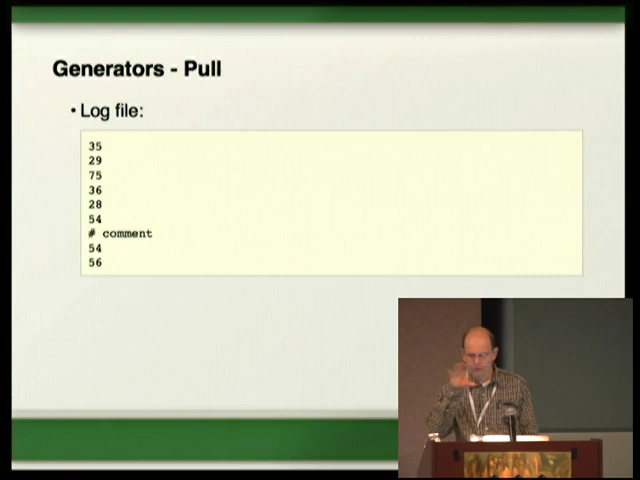 Generators - Pull
• Log file:
35
29
75
36
28
54
# comment
54
56